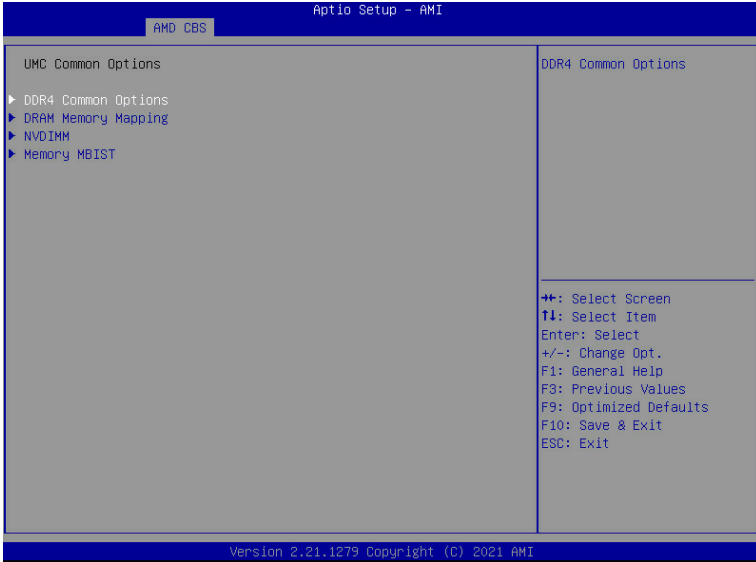 Aptio Setup – AMI
AMD CBS
UMC Common Options
DDR4 Common Options
DRAM Memory Mapping
NVDIMM
Memory MBIST
DDR4 Common Options
→←: Select Screen
↑↓: Select Item
Enter: Select
+/-: Change Opt.
F1: General Help
F3: Previous Values
F9: Optimized Defaults
F10: Save & Exit
ESC: Exit
Version 2.21.1279 Copyright (C) 2021 AMI